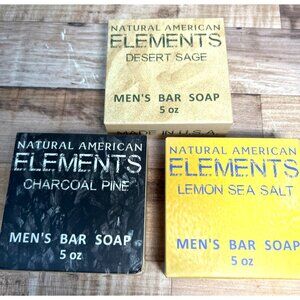 NATURAL AMERICAN
ELEMENTS
DESERT SAGE
MEN'S BAR SOAP
5 oz
MADE IN U.S.A.
NATURAL AMERICAN
ELEMENTS
CHARCOAL PINE
MEN'S BAR SOAP
5 oz
NATURAL AMERICAN
ELEMENTS
LEMON SEA SALT
MEN'S BAR SOAP
5 oz